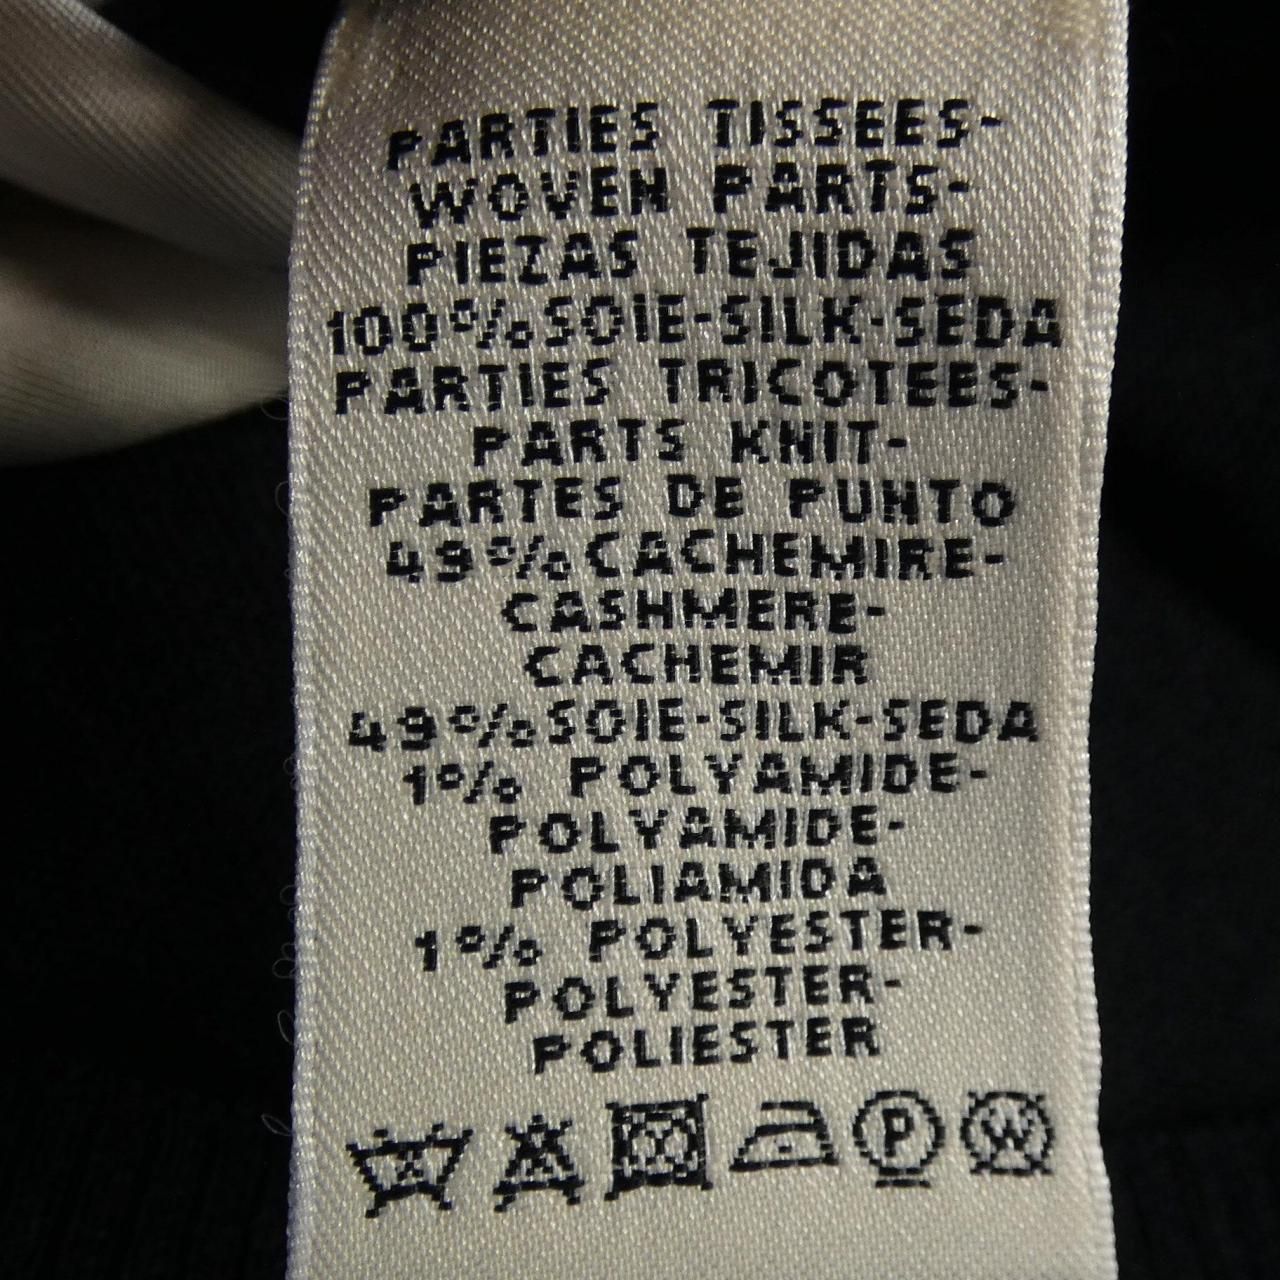 PARTIES TISSEES-
WOVEN PARTS-
PIEZAS TEJIDAS
100%SOIE-SILK-SEDA
PARTIES TRICOTEES-
PARTS KNIT-
PARTES DE PUNTO
49%CACHEMIRE-
CASHMERE-
CACHEMIR
49%SOIE-SILK-SEDA
1% POLYAMIDE-
POLYAMIDE-
POLIAMIDA
1% POLYESTER-
POLYESTER-
POLIESTER
P W